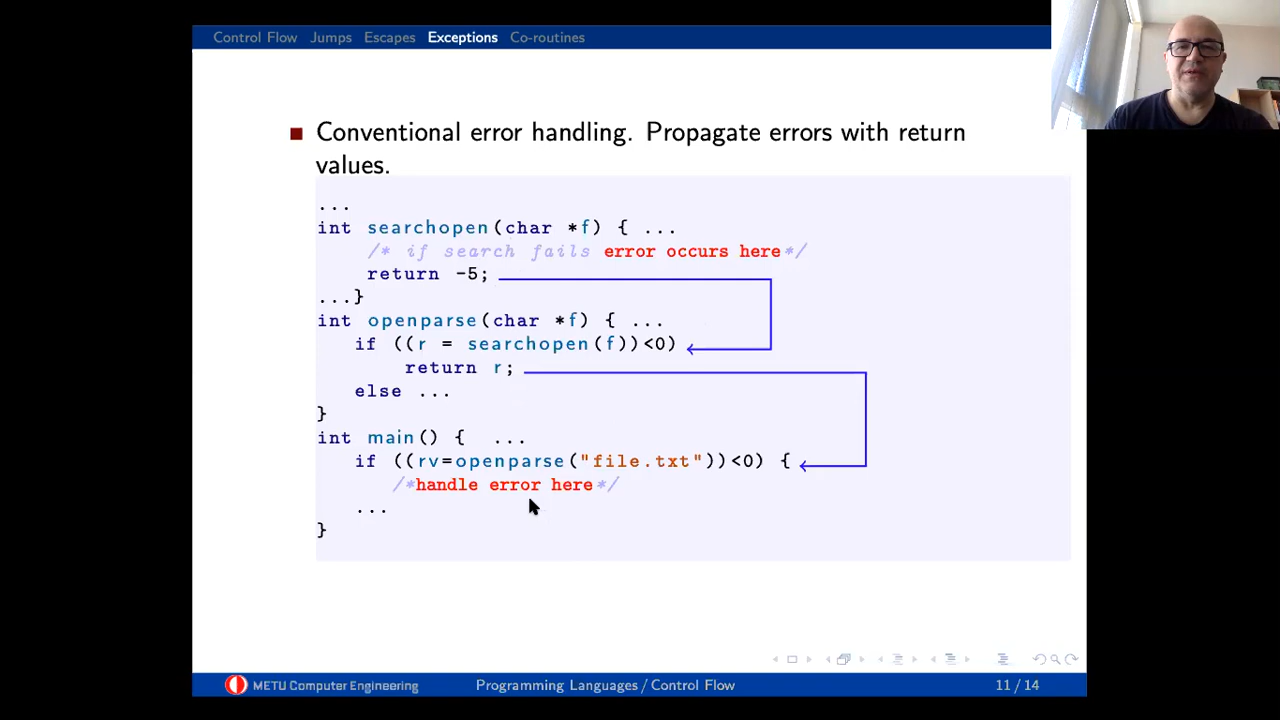 Control Flow Jumps Escapes Exceptions Co-routines
Conventional error handling. Propagate errors with return
values.
...
int searchopen(char *f) { ...
/* if search fails error occurs here*/
return -5;
...}
int openparse(char *f) { ...
if ((r = searchopen(f))<0)
return r;
else ...
}
int main() { ...
if ((rv=openparse("file.txt"))<0) {
/*handle error here*/
...
}
METU Computer Engineering Programming Languages / Control Flow 11 / 14